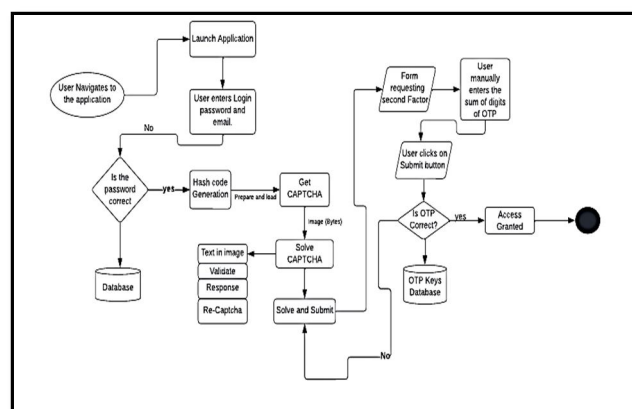 Launch Application
User Navigates to
the application
User enters Login
password and
email.
No
Is the
password
correct
yes
Hash code
Generation
Prepare and load
Get
CAPTCHA
Image (Bytes)
Solve
CAPTCHA
Text in image
Validate
Response
Re-Captcha
Solve and Submit
Database
Form
requesting
second Factor
User
manually
enters the
sum of digits
of OTP
User clicks on
Submit button
Is OTP
Correct?
yes
Access
Granted
OTP Keys
Database
No